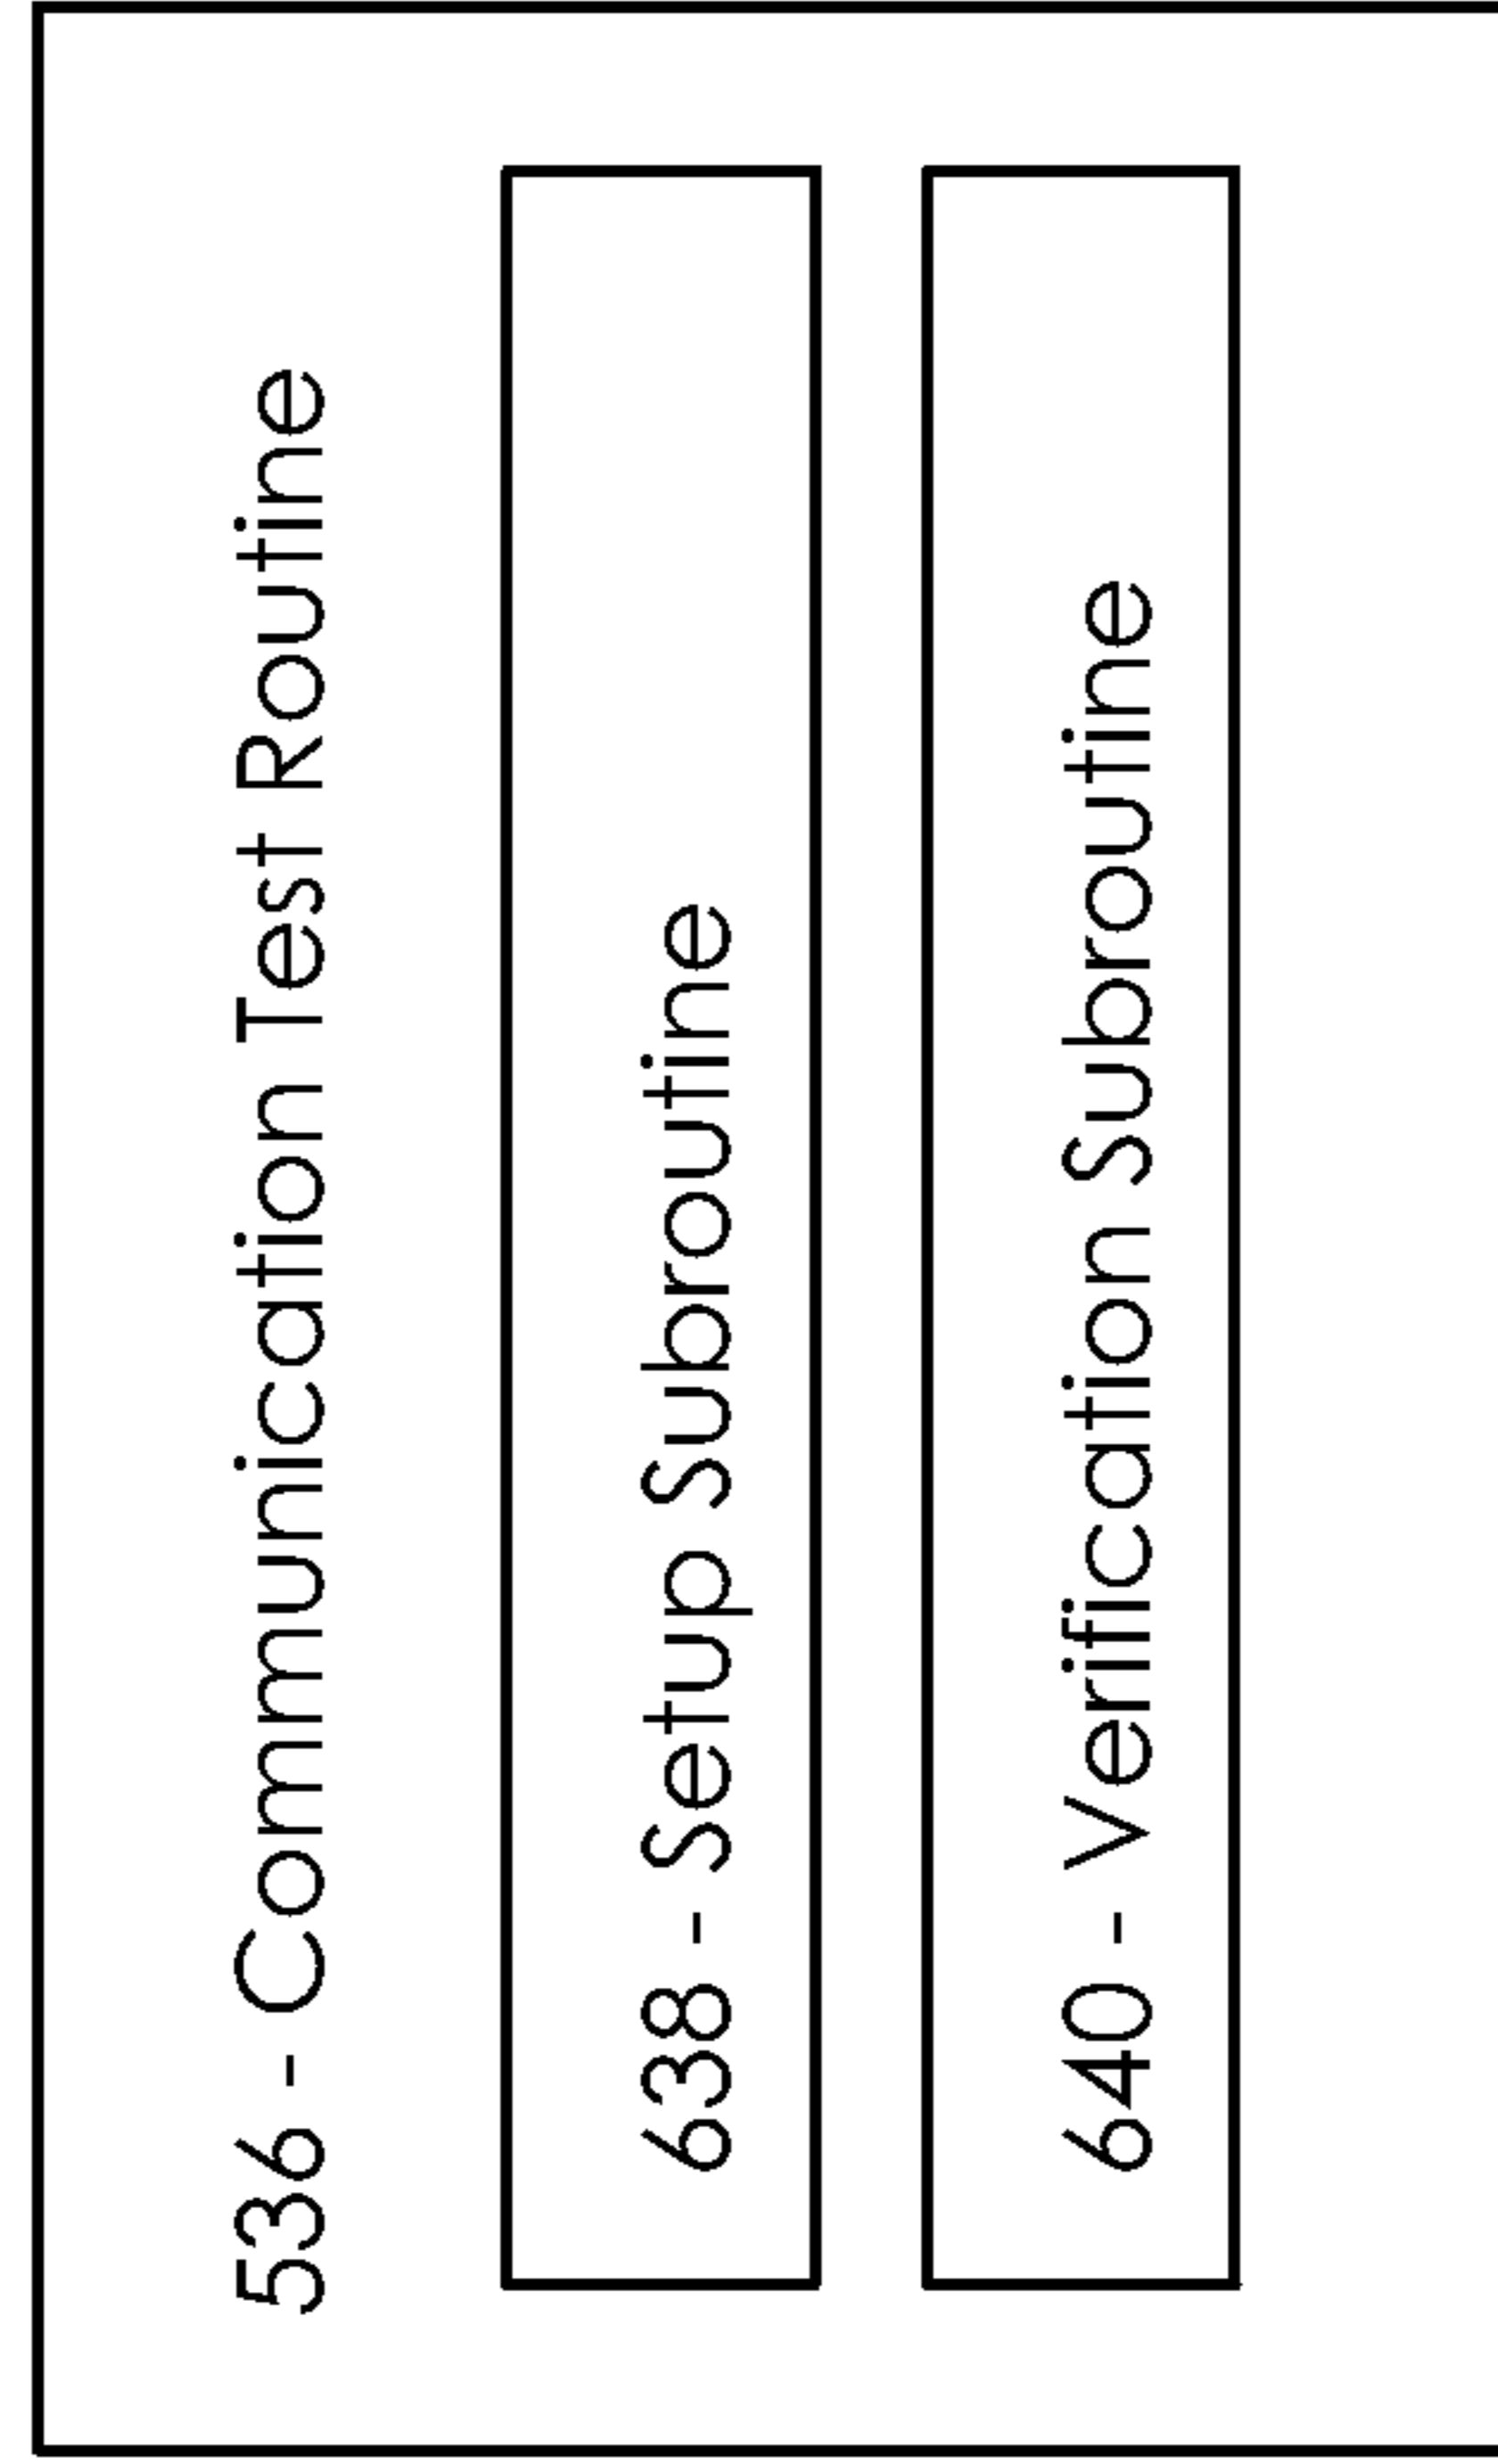 536 - Communication Test Routine
638 - Setup Subroutine
640 - Verification Subroutine